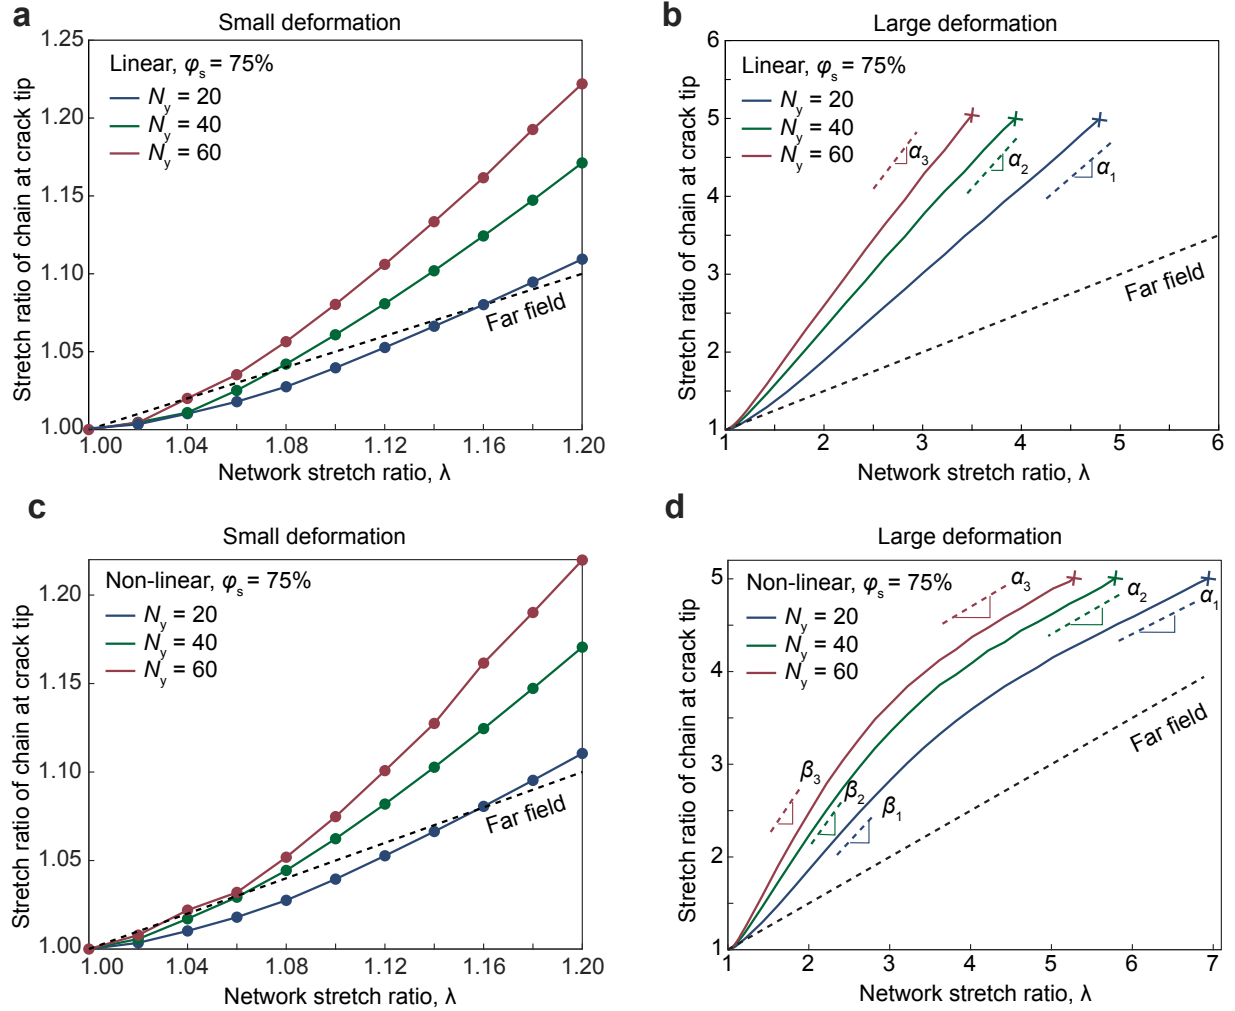 a
Small deformation
Stretch ratio of chain at crack tip
1.25
1.20
1.15
1.10
1.05
1.00
Linear, φs = 75%
Ny = 20
Ny = 40
Ny = 60
Far field
1.00 1.04 1.08 1.12 1.16 1.20
Network stretch ratio, λ
b
Large deformation
Stretch ratio of chain at crack tip
6
5
4
3
2
1
Linear, φs = 75%
Ny = 20
Ny = 40
Ny = 60
α3
α2
α1
Far field
1 2 3 4 5 6
Network stretch ratio, λ
c
Small deformation
Stretch ratio of chain at crack tip
1.20
1.15
1.10
1.05
1.00
Non-linear, φs = 75%
Ny = 20
Ny = 40
Ny = 60
Far field
1.00 1.04 1.08 1.12 1.16 1.20
Network stretch ratio, λ
d
Large deformation
Stretch ratio of chain at crack tip
5
4
3
2
1
Non-linear, φs = 75%
Ny = 20
Ny = 40
Ny = 60
α3
α2
α1
β3
β2
β1
Far field
1 2 3 4 5 6 7
Network stretch ratio, λ